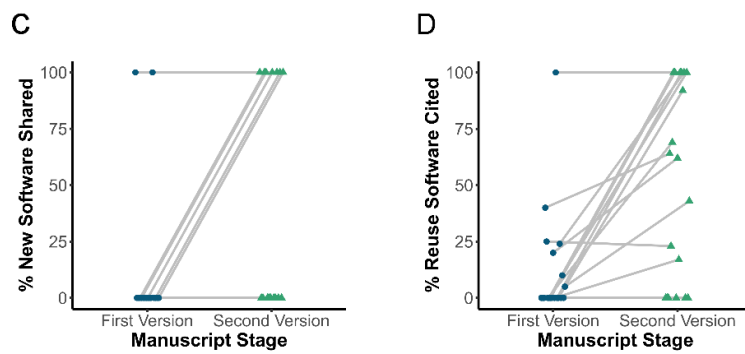 C
% New Software Shared
100
75
50
25
0
First Version
Second Version
Manuscript Stage
D
% Reuse Software Cited
100
75
50
25
0
First Version
Second Version
Manuscript Stage